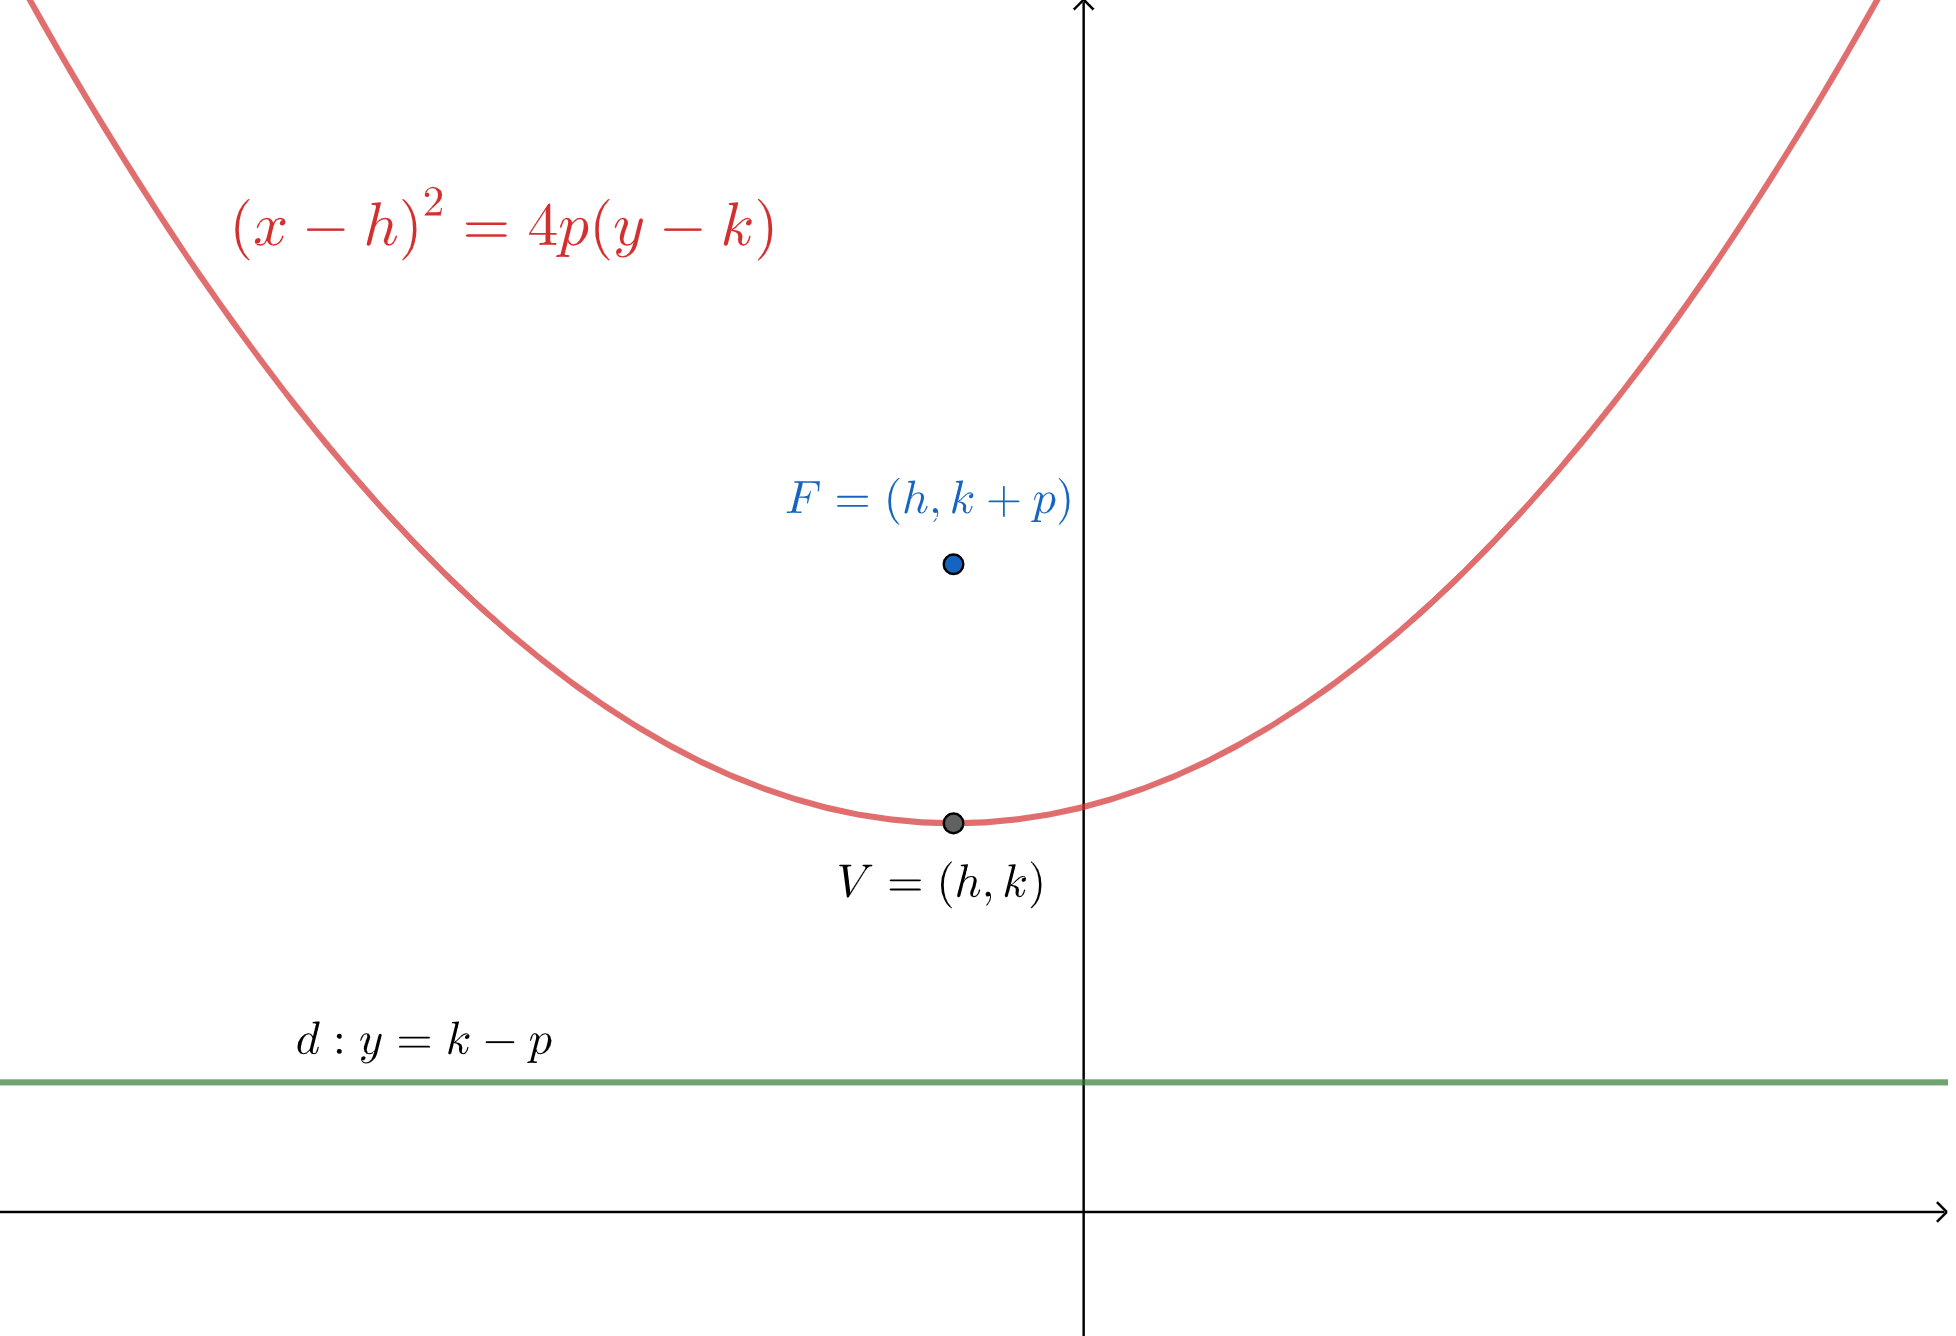 (x − h)² = 4p(y − k)
F = (h, k + p)
V = (h, k)
d : y = k − p